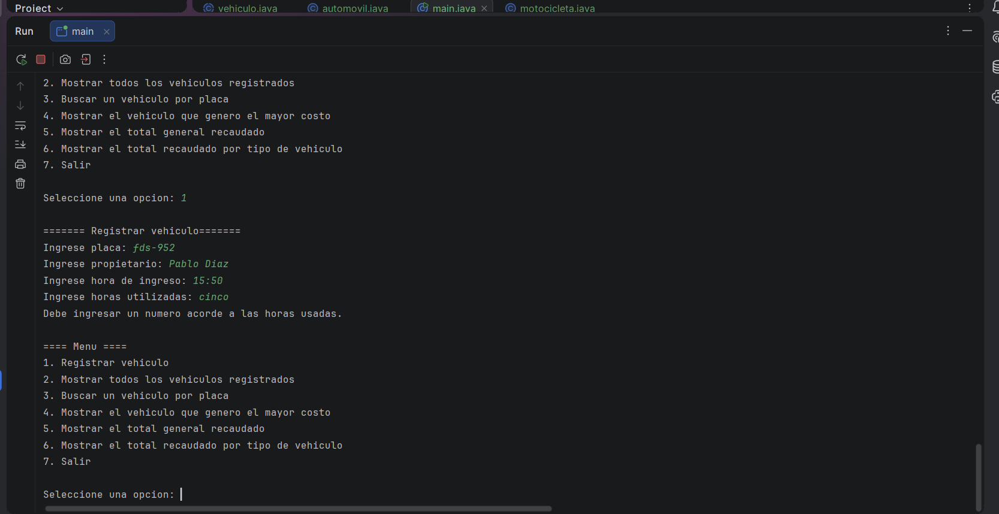 Project
vehiculo.java automovil.java main.java motocicleta.java
Run main
2. Mostrar todos los vehiculos registrados
3. Buscar un vehiculo por placa
4. Mostrar el vehiculo que genero el mayor costo
5. Mostrar el total general recaudado
6. Mostrar el total recaudado por tipo de vehiculo
7. Salir
Seleccione una opcion: 1
======= Registrar vehiculo=======
Ingrese placa: fds-952
Ingrese propietario: Pablo Diaz
Ingrese hora de ingreso: 15:50
Ingrese horas utilizadas: cinco
Debe ingresar un numero acorde a las horas usadas.
==== Menu ====
1. Registrar vehiculo
2. Mostrar todos los vehiculos registrados
3. Buscar un vehiculo por placa
4. Mostrar el vehiculo que genero el mayor costo
5. Mostrar el total general recaudado
6. Mostrar el total recaudado por tipo de vehiculo
7. Salir
Seleccione una opcion: